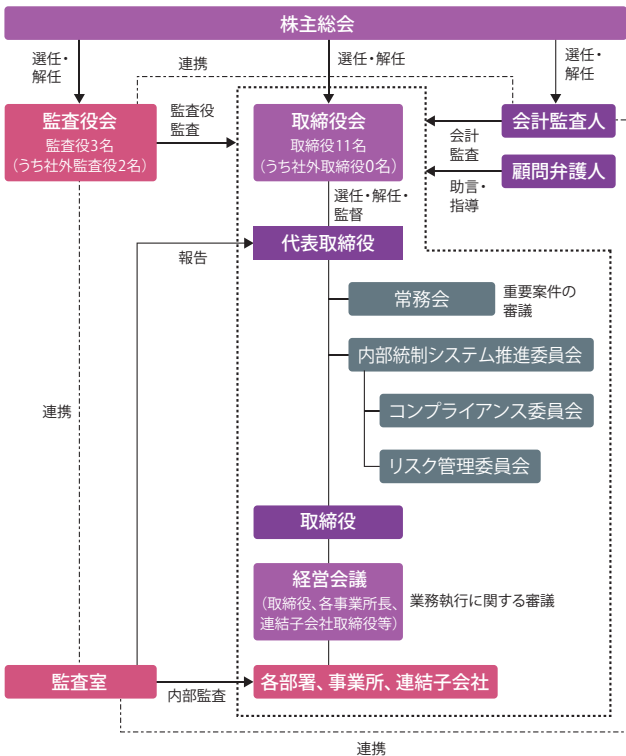 株主総会
選任・
解任
連携
選任・解任
選任・
解任
監査役会
監査役3名
(うち社外監査役2名)
監査役
監査
取締役会
取締役11名
(うち社外取締役0名)
会計監査人
会計
監査
顧問弁護人
助言・
指導
選任・解任・
監督
代表取締役
報告
常務会
重要案件の
審議
内部統制システム推進委員会
コンプライアンス委員会
連携
リスク管理委員会
取締役
経営会議
(取締役、各事業所長、
連結子会社取締役等)
業務執行に関する審議
監査室
内部監査
各部署、事業所、連結子会社
連携